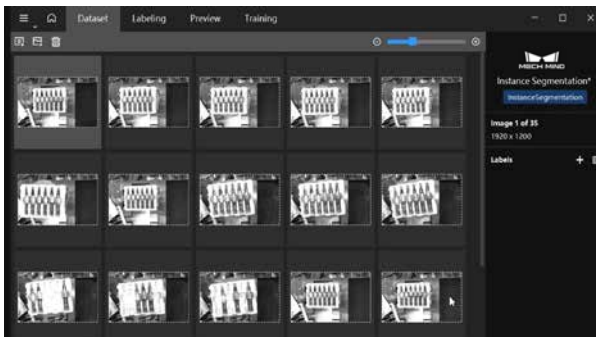 Dataset Labeling Preview Training
MECH MIND
Instance Segmentation*
InstanceSegmentation
Image 1 of 35
1920 x 1200
Labels